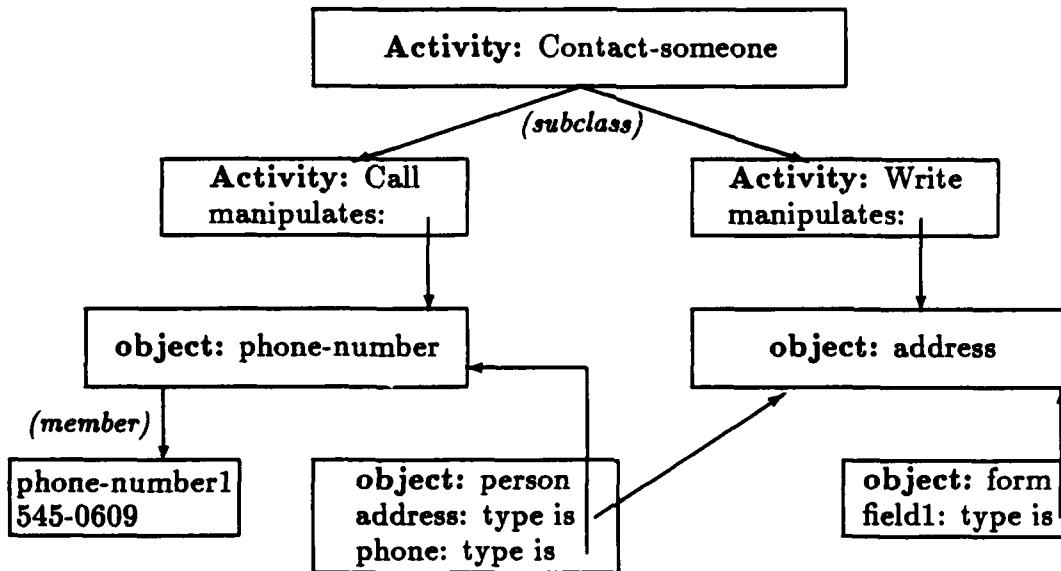 Activity: Contact-someone
(subclass)
Activity: Call
manipulates:
Activity: Write
manipulates:
object: phone-number
object: address
(member)
phone-number1
545-0609
object: person
address: type is
phone: type is
object: form
field1: type is